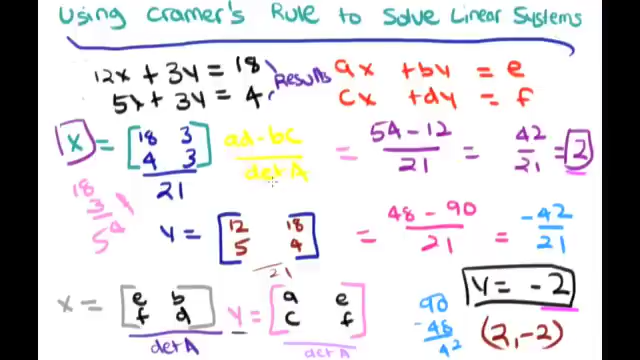 Using Cramer's Rule to Solve Linear Systems
12x + 3y = 18 Results ax + by = e
5x + 3y = 4 cx + dy = f
x = [18 3 / 4 3] / 21 ad - bc / det A = 54 - 12 / 21 = 42 / 21 = 2
18
3
54
y = [12 18 / 5 4] / 21 = 48 - 90 / 21 = -42 / 21
y = -2
x = [e b / f d] / det A y = [a e / c f] / det A
90
-48
42
(2, -2)